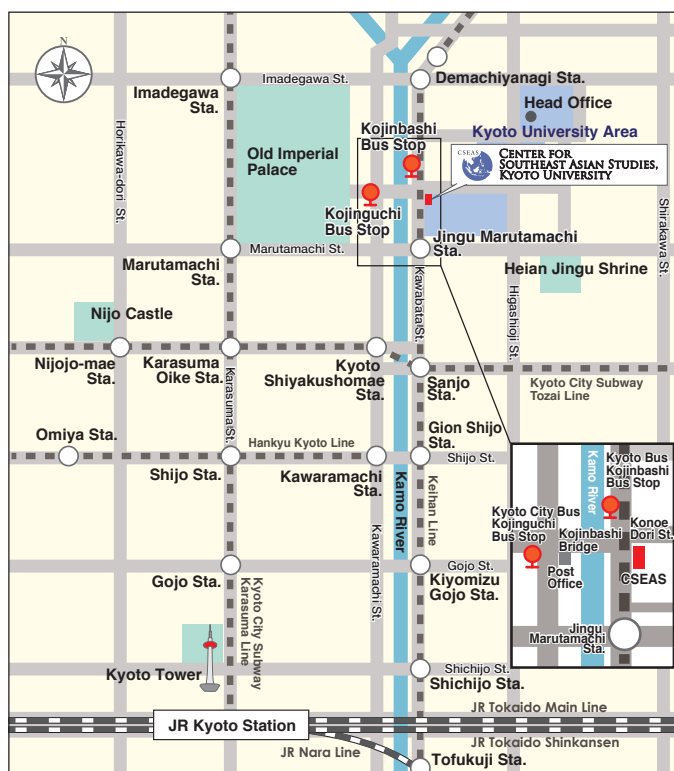 N
Imadegawa St.
Demachiyanagi Sta.
Imadegawa
Sta.
Head Office
Kyoto University Area
Kojinbashi
Bus Stop
Horikawa-dori St.
Old Imperial
Palace
CSEAS
CENTER FOR
SOUTHEAST ASIAN STUDIES,
KYOTO UNIVERSITY
Kojinguchi
Bus Stop
Shirakawa St.
Marutamachi St.
Jingu Marutamachi
Sta.
Marutamachi
Sta.
Kawabata St.
Higashioji St.
Heian Jingu Shrine
Nijo Castle
Nijojo-mae
Sta.
Karasuma
Oike Sta.
Karasuma St.
Kyoto
Shiyakushomae
Sta.
Sanjo
Sta.
Kyoto City Subway
Tozai Line
Omiya Sta.
Hankyu Kyoto Line
Gion Shijo
Sta.
Shijo St.
Shijo Sta.
Kawaramachi
Sta.
Kamo River
Keihan Line
Kawaramachi St.
Gojo St.
Gojo Sta.
Kyoto City Subway
Karasuma Line
Kiyomizu
Gojo Sta.
Kyoto Tower
Shichijo St.
Shichijo Sta.
JR Kyoto Station
JR Tokaido Main Line
JR Nara Line
JR Tokaido Shinkansen
Tofukuji Sta.
Kamo River
Kyoto Bus
Kojinbashi
Bus Stop
Kyoto City Bus
Kojinguchi
Bus Stop
Kojinbashi
Bridge
Konoe
Dori St.
Post
Office
CSEAS
Jingu
Marutamachi
Sta.